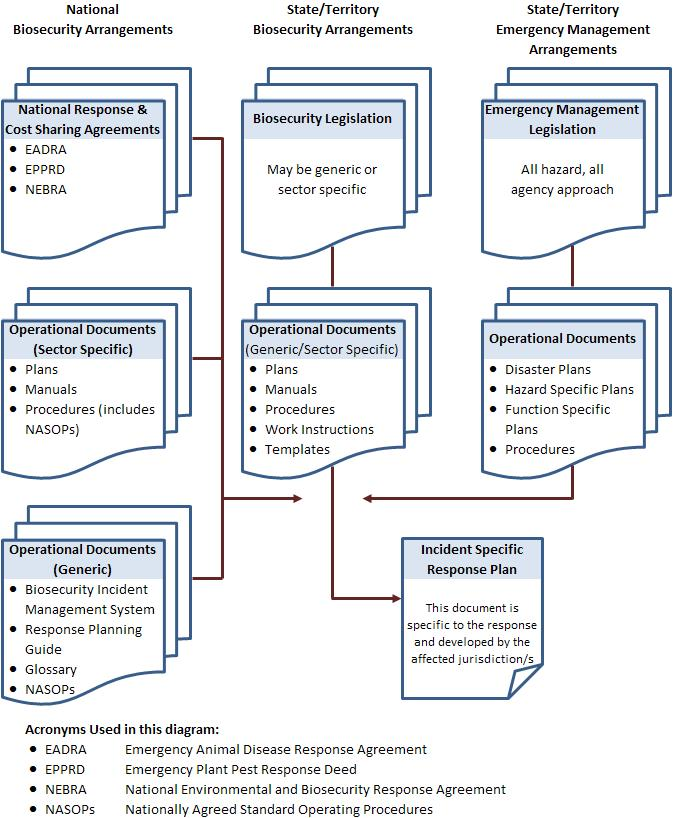 National
Biosecurity Arrangements
State/Territory
Biosecurity Arrangements
State/Territory
Emergency Management
Arrangements
National Response &
Cost Sharing Agreements
• EADRA
• EPPRD
• NEBRA
Biosecurity Legislation
May be generic or
sector specific
Emergency Management
Legislation
All hazard, all
agency approach
Operational Documents
(Sector Specific)
• Plans
• Manuals
• Procedures (includes
NASOPs)
Operational Documents
(Generic/Sector Specific)
• Plans
• Manuals
• Procedures
• Work Instructions
• Templates
Operational Documents
• Disaster Plans
• Hazard Specific Plans
• Function Specific
Plans
• Procedures
Operational Documents
(Generic)
• Biosecurity Incident
Management System
• Response Planning
Guide
• Glossary
• NASOPs
Incident Specific
Response Plan
This document is
specific to the response
and developed by the
affected jurisdiction/s
Acronyms Used in this diagram:
• EADRA Emergency Animal Disease Response Agreement
• EPPRD Emergency Plant Pest Response Deed
• NEBRA National Environmental and Biosecurity Response Agreement
• NASOPs Nationally Agreed Standard Operating Procedures